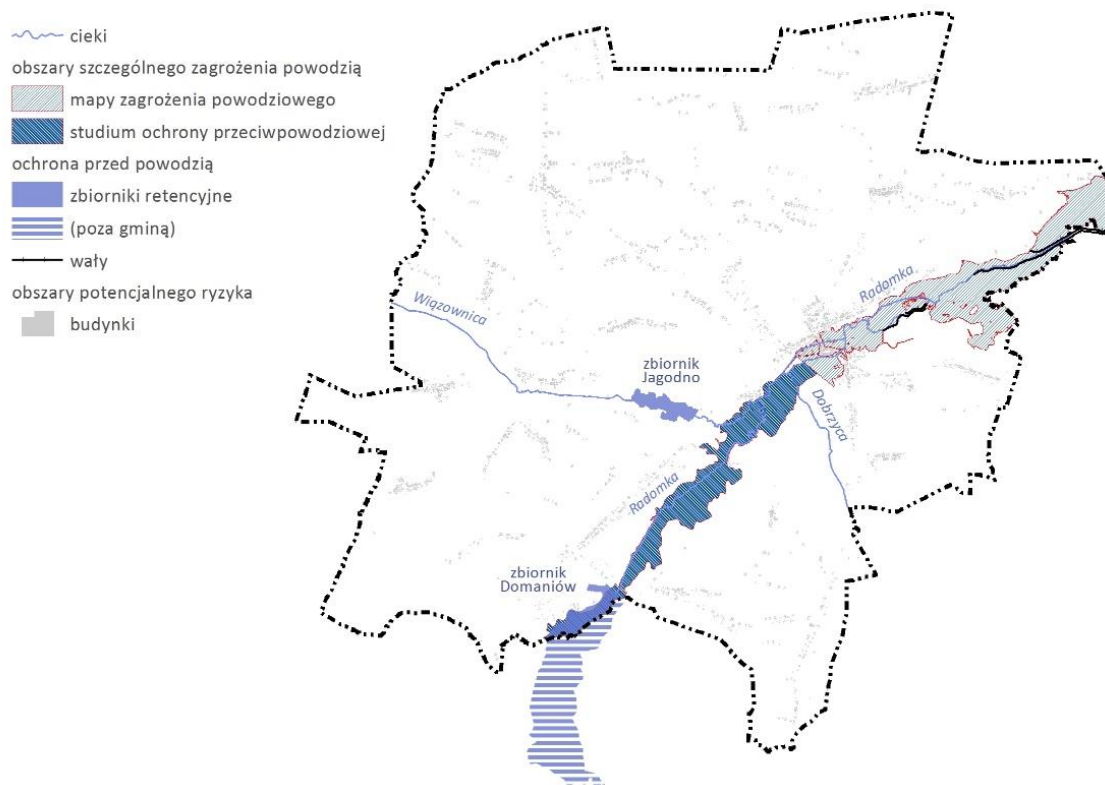 cieki
obszary szczególnego zagrożenia powodzią
mapy zagrożenia powodziowego
studium ochrony przeciwpowodziowej
ochrona przed powodzią
zbiorniki retencyjne
(poza gminą)
wały
obszary potencjalnego ryzyka
budynki
Radomka
Wiązownica
zbiornik
Jagodno
Dobrzyca
Radomka
zbiornik
Domaniów